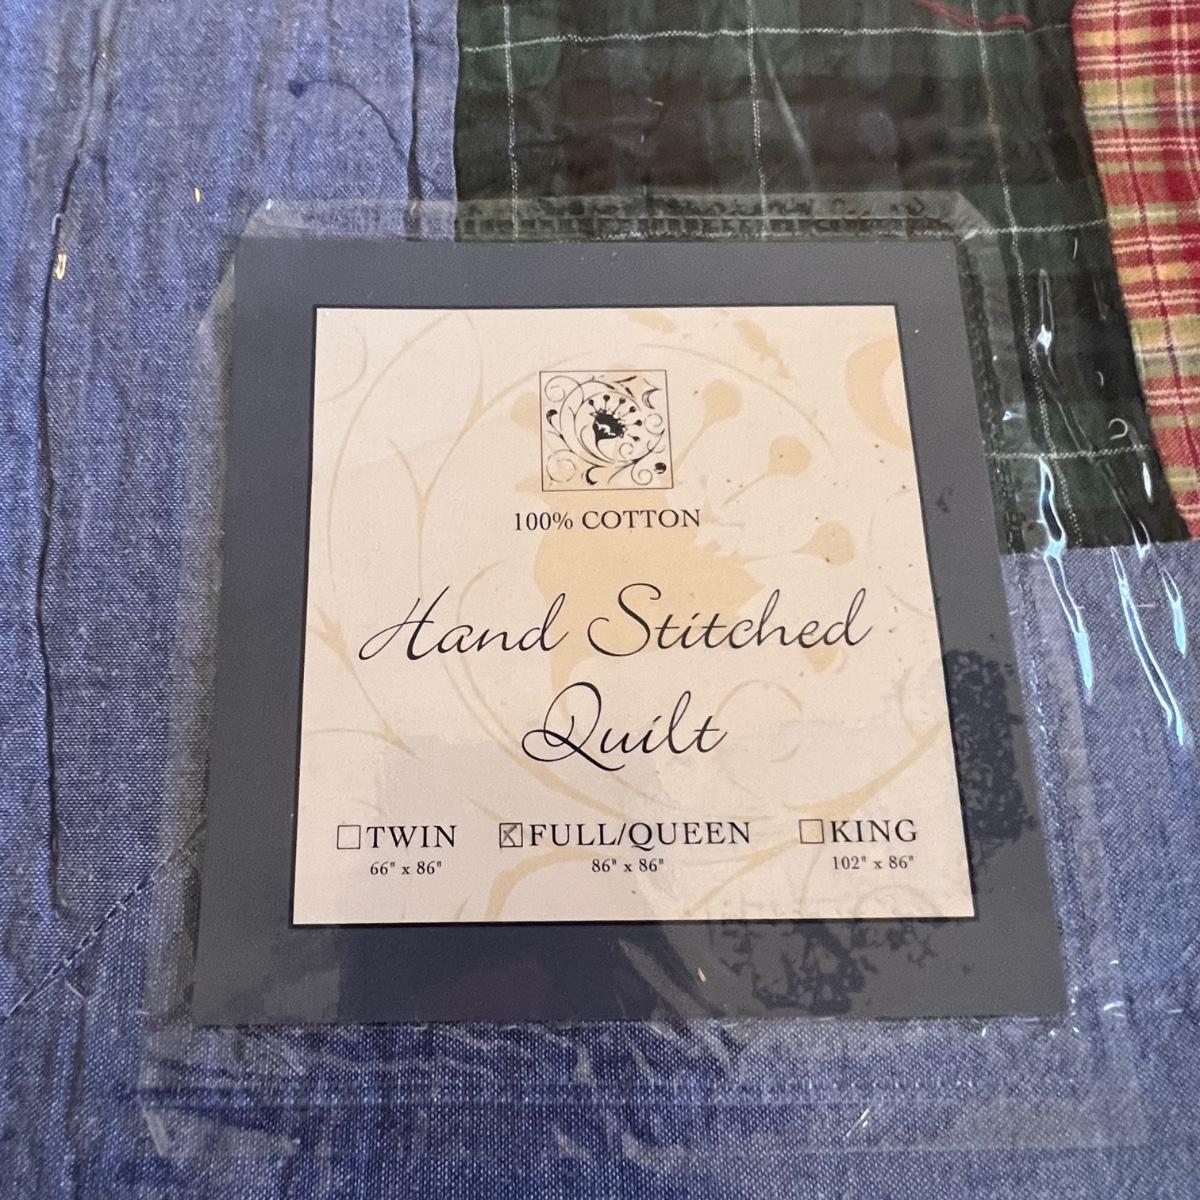 100% COTTON
Hand Stitched
Quilt
☐TWIN ☒FULL/QUEEN ☐KING
66" x 86" 86" x 86" 102" x 86"